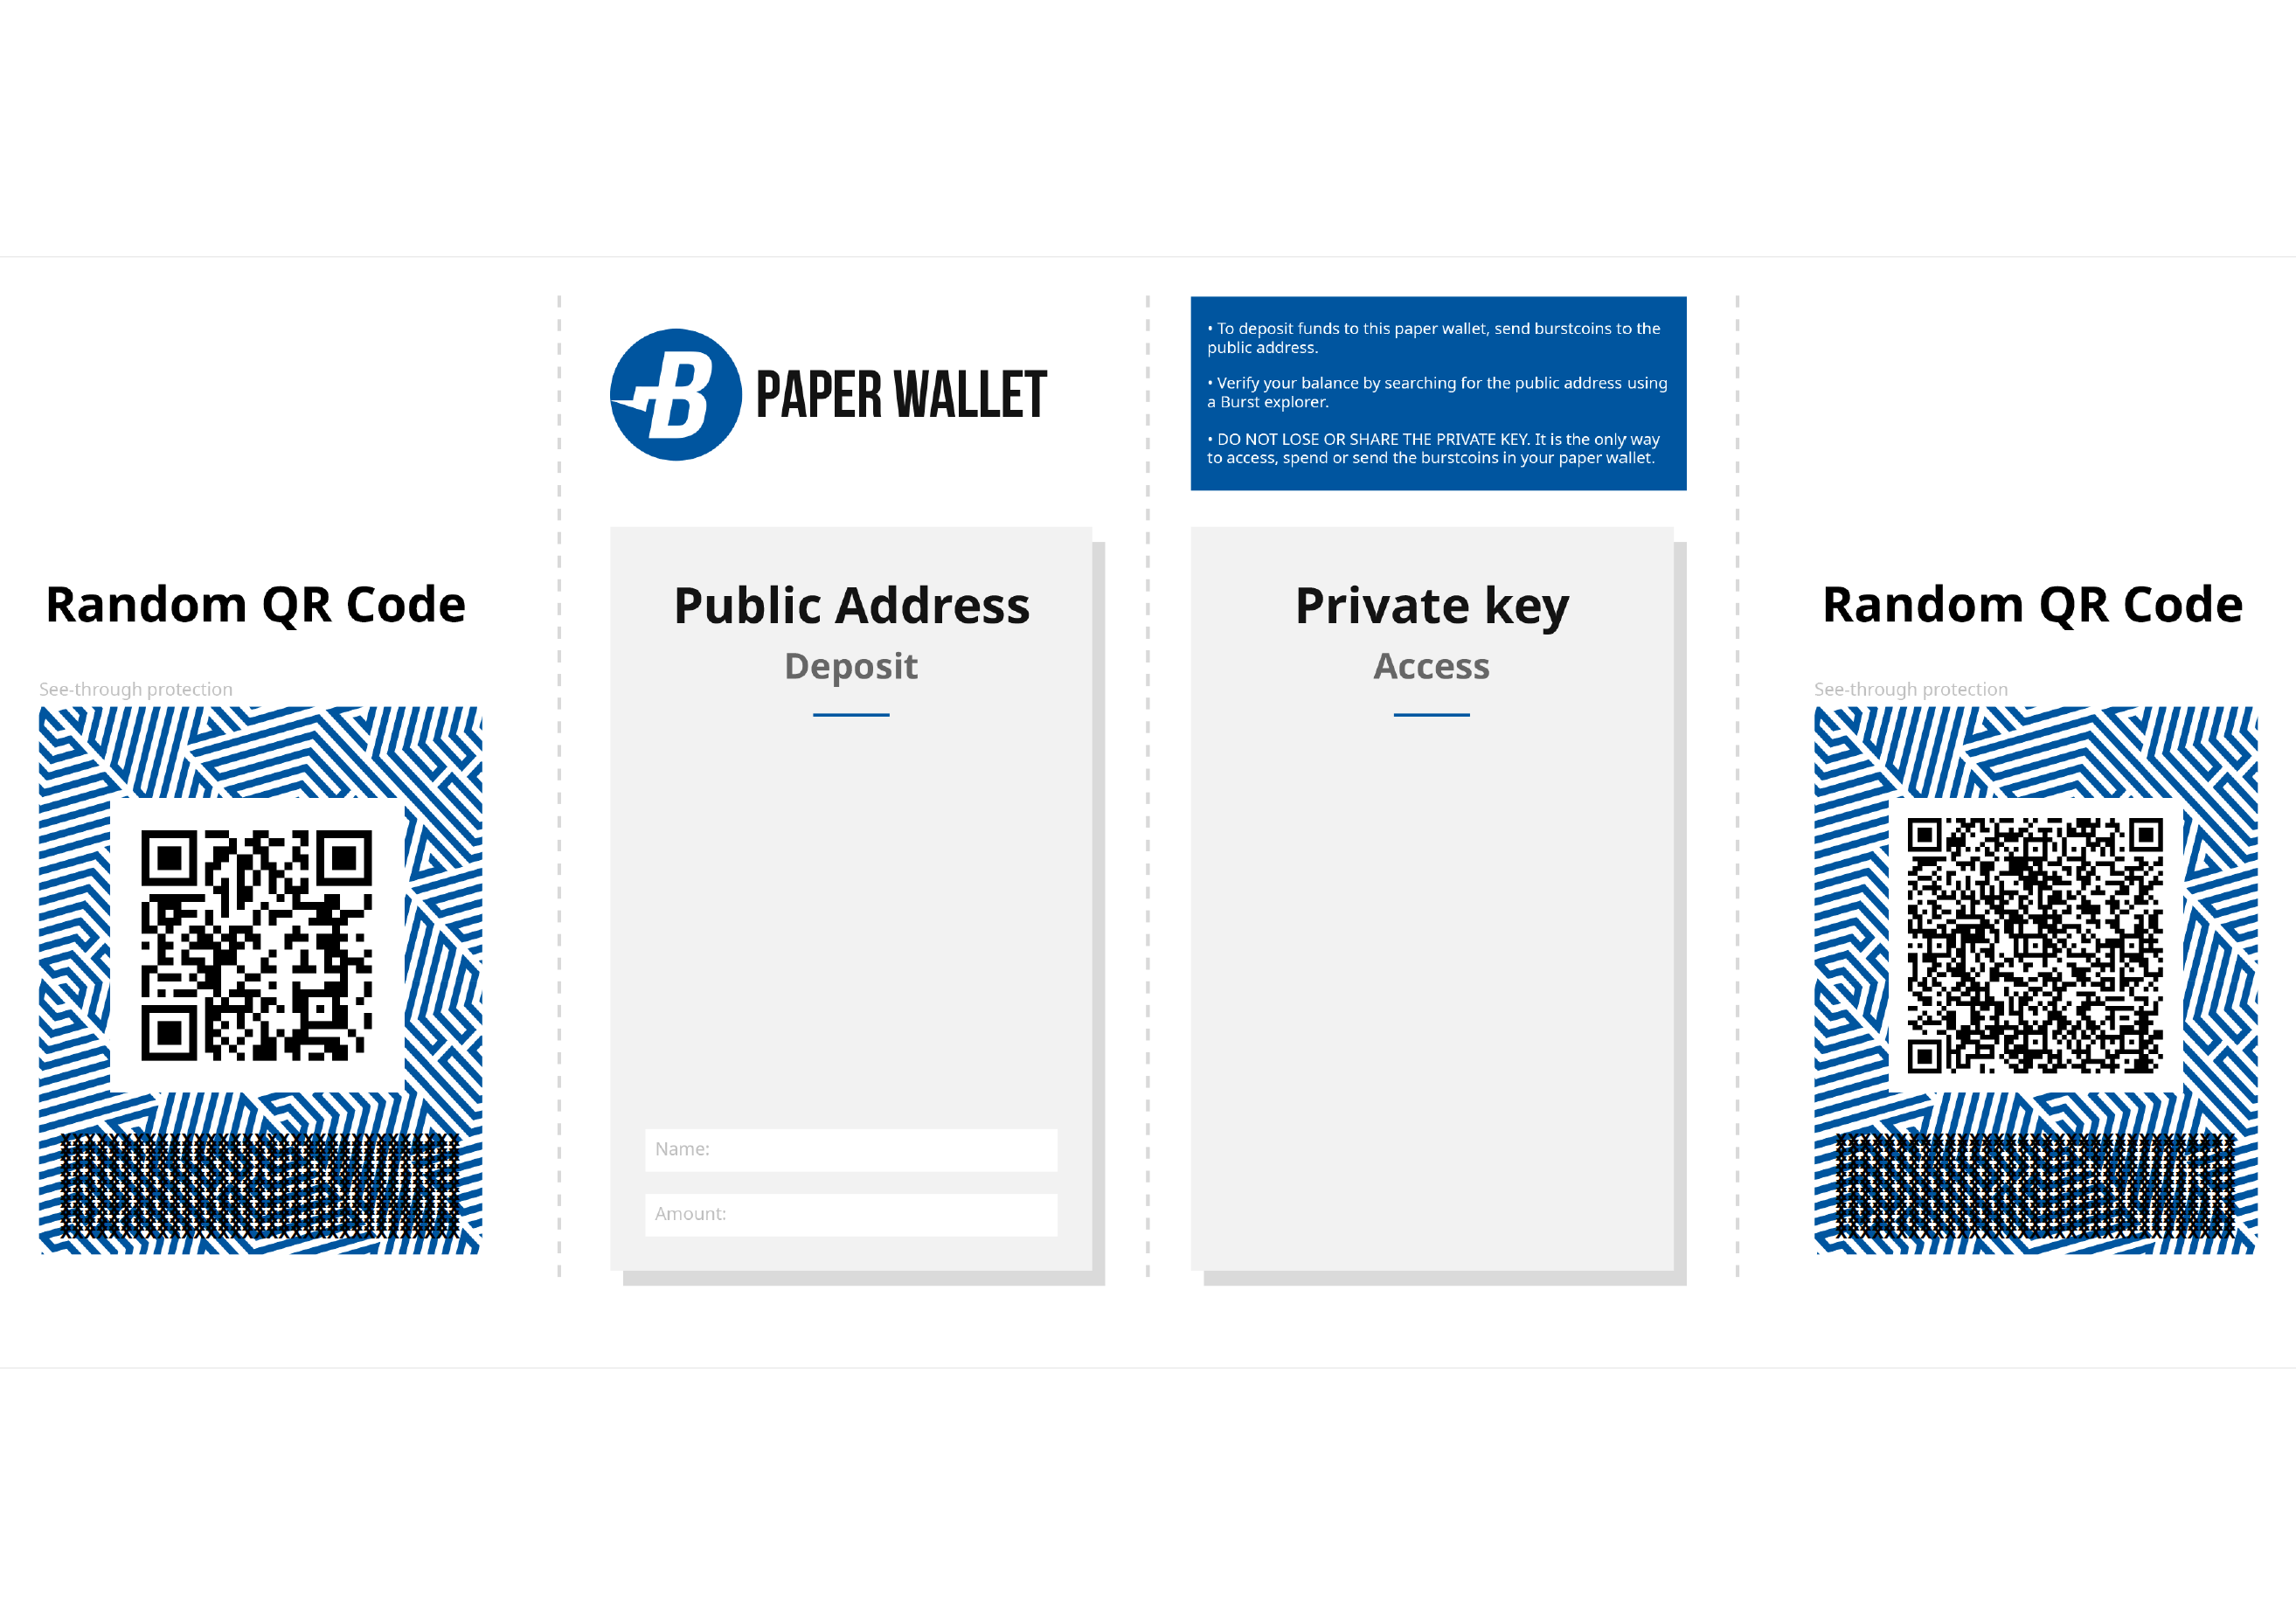 PAPER WALLET
• To deposit funds to this paper wallet, send burstcoins to the
public address.
• Verify your balance by searching for the public address using
a Burst explorer.
• DO NOT LOSE OR SHARE THE PRIVATE KEY. It is the only way
to access, spend or send the burstcoins in your paper wallet.
Random QR Code
See-through protection
Public Address
Deposit
Name:
Amount:
Private key
Access
Random QR Code
See-through protection